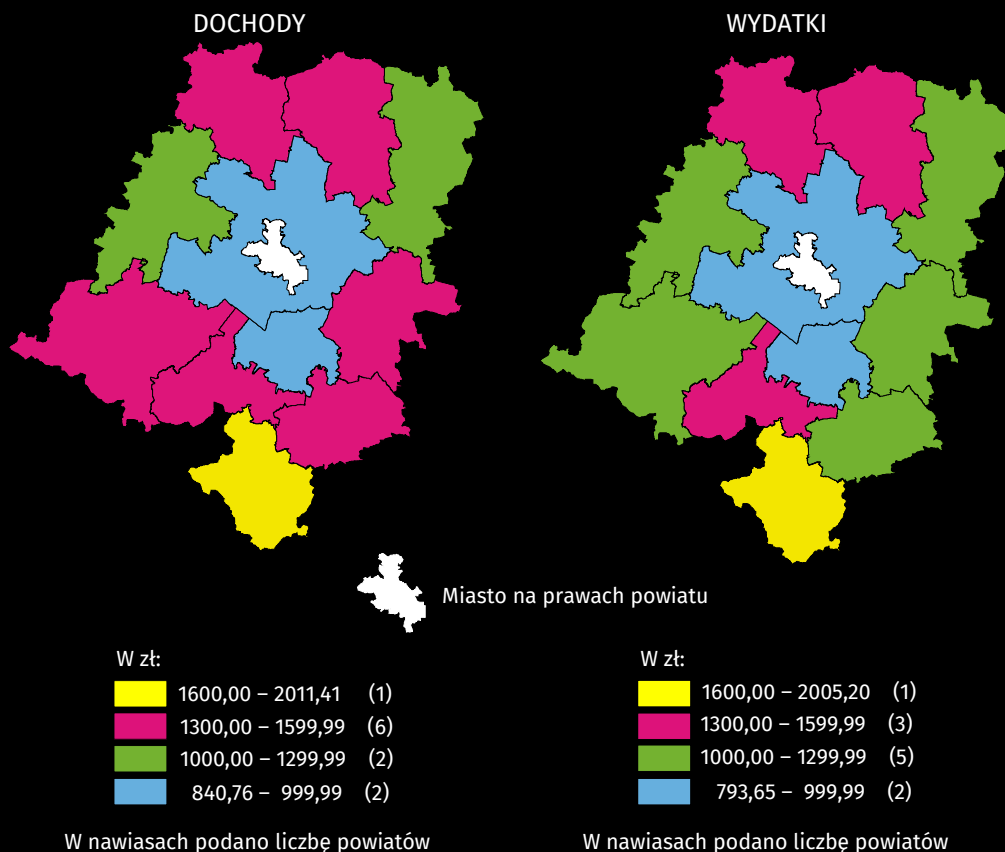 DOCHODY
WYDATKI
Miasto na prawach powiatu
W zł:
1600,00 – 2011,41 (1)
1300,00 – 1599,99 (6)
1000,00 – 1299,99 (2)
840,76 – 999,99 (2)
W nawiasach podano liczbę powiatów
W zł:
1600,00 – 2005,20 (1)
1300,00 – 1599,99 (3)
1000,00 – 1299,99 (5)
793,65 – 999,99 (2)
W nawiasach podano liczbę powiatów